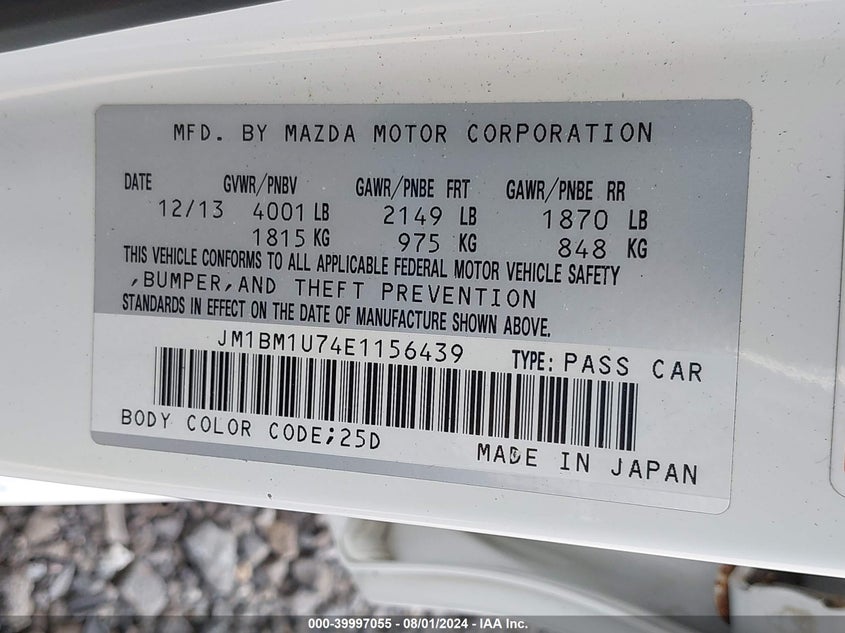 MFD. BY MAZDA MOTOR CORPORATION
DATE GVWR/PNBV GAWR/PNBE FRT GAWR/PNBE RR
12/13 4001 LB 2149 LB 1870 LB
1815 KG 975 KG 848 KG
THIS VEHICLE CONFORMS TO ALL APPLICABLE FEDERAL MOTOR VEHICLE SAFETY
,BUMPER,AND THEFT PREVENTION
STANDARDS IN EFFECT ON THE DATE OF MANUFACTURE SHOWN ABOVE.
JM1BM1U74E1156439 TYPE: PASS CAR
BODY COLOR CODE;25D
MADE IN JAPAN
000-39997055 - 08/01/2024 - IAA Inc.